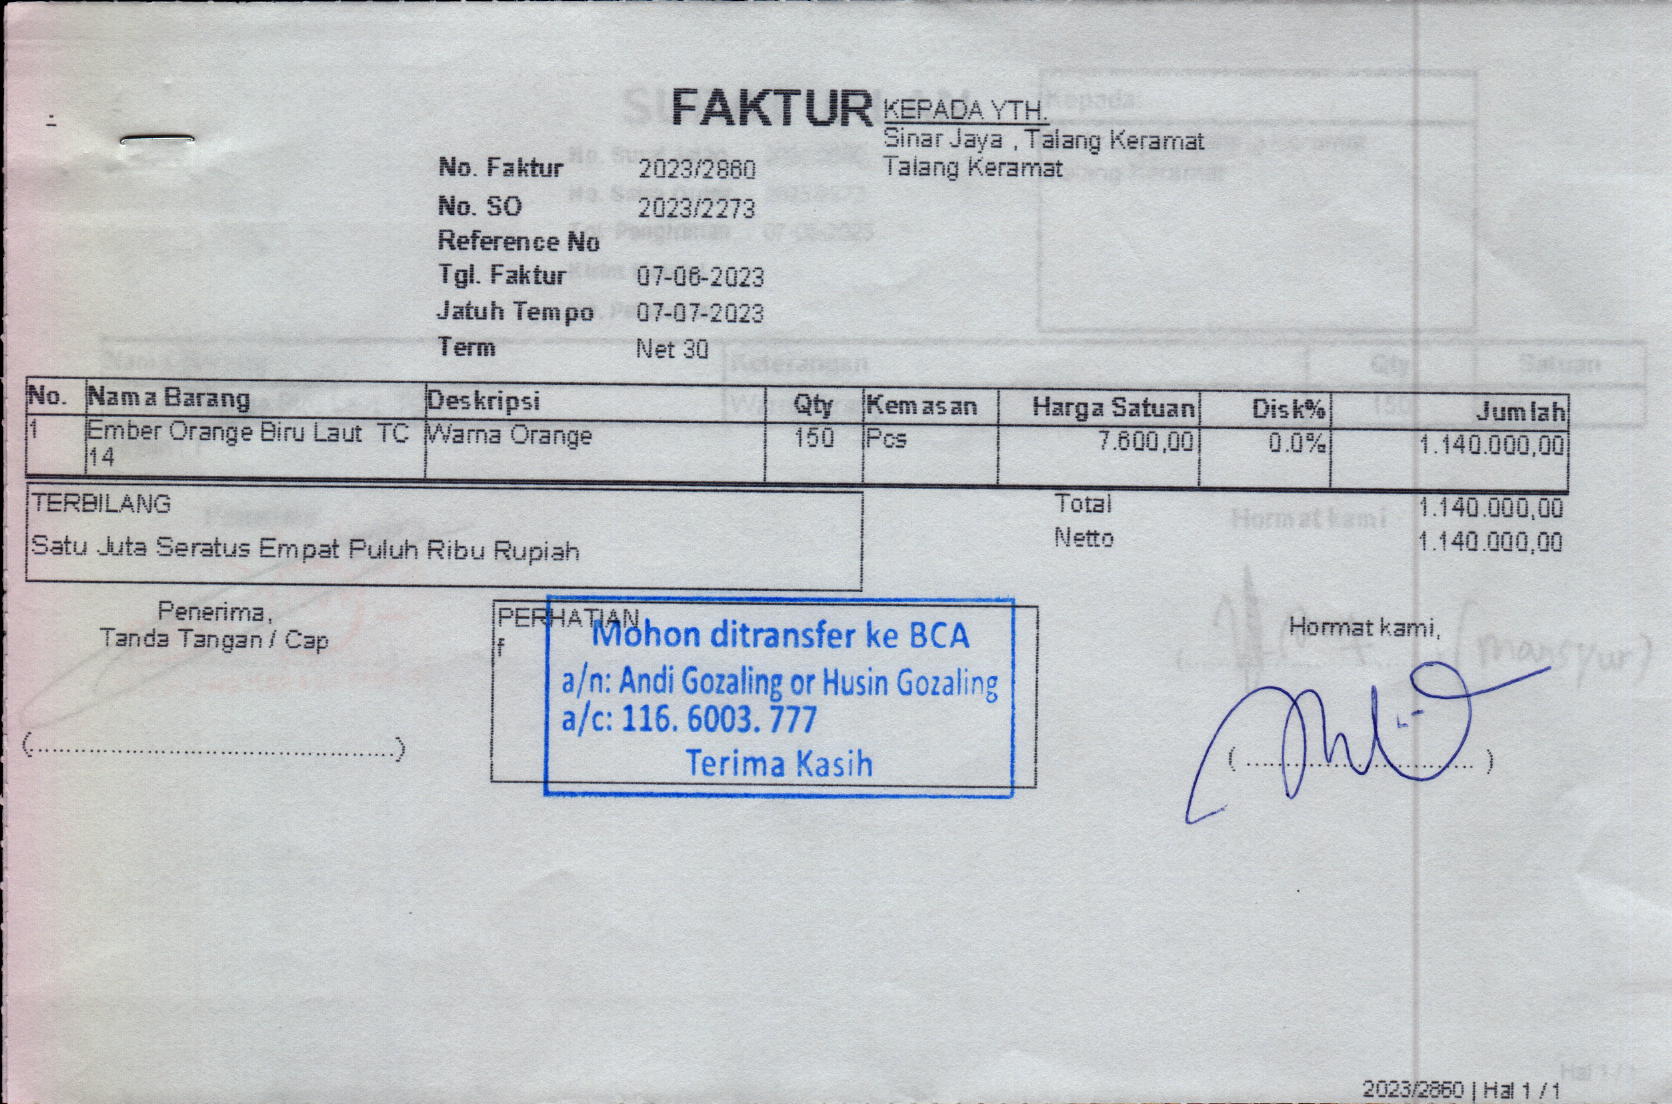 FAKTUR
KEPADA YTH.
Sinar Jaya , Talang Keramat
Talang Keramat
No. Faktur 2023/2860
No. SO 2023/2273
Reference No
Tgl. Faktur 07-06-2023
Jatuh Tempo 07-07-2023
Term Net 30
No. Nama Barang Deskripsi Qty Kemasan Harga Satuan Disk% Jumlah
1 Ember Orange Biru Laut TC Warna Orange 150 Pcs 7.600,00 0.0% 1.140.000,00
14
TERBILANG
Satu Juta Seratus Empat Puluh Ribu Rupiah
Total 1.140.000,00
Netto 1.140.000,00
Penerima,
Tanda Tangan / Cap
(..........................................................)
PERHATIAN
f
Mohon ditransfer ke BCA
a/n: Andi Gozaling or Husin Gozaling
a/c: 116. 6003. 777
Terima Kasih
Hormat kami,
( .................................... )
2023/2860 | Hal 1 / 1